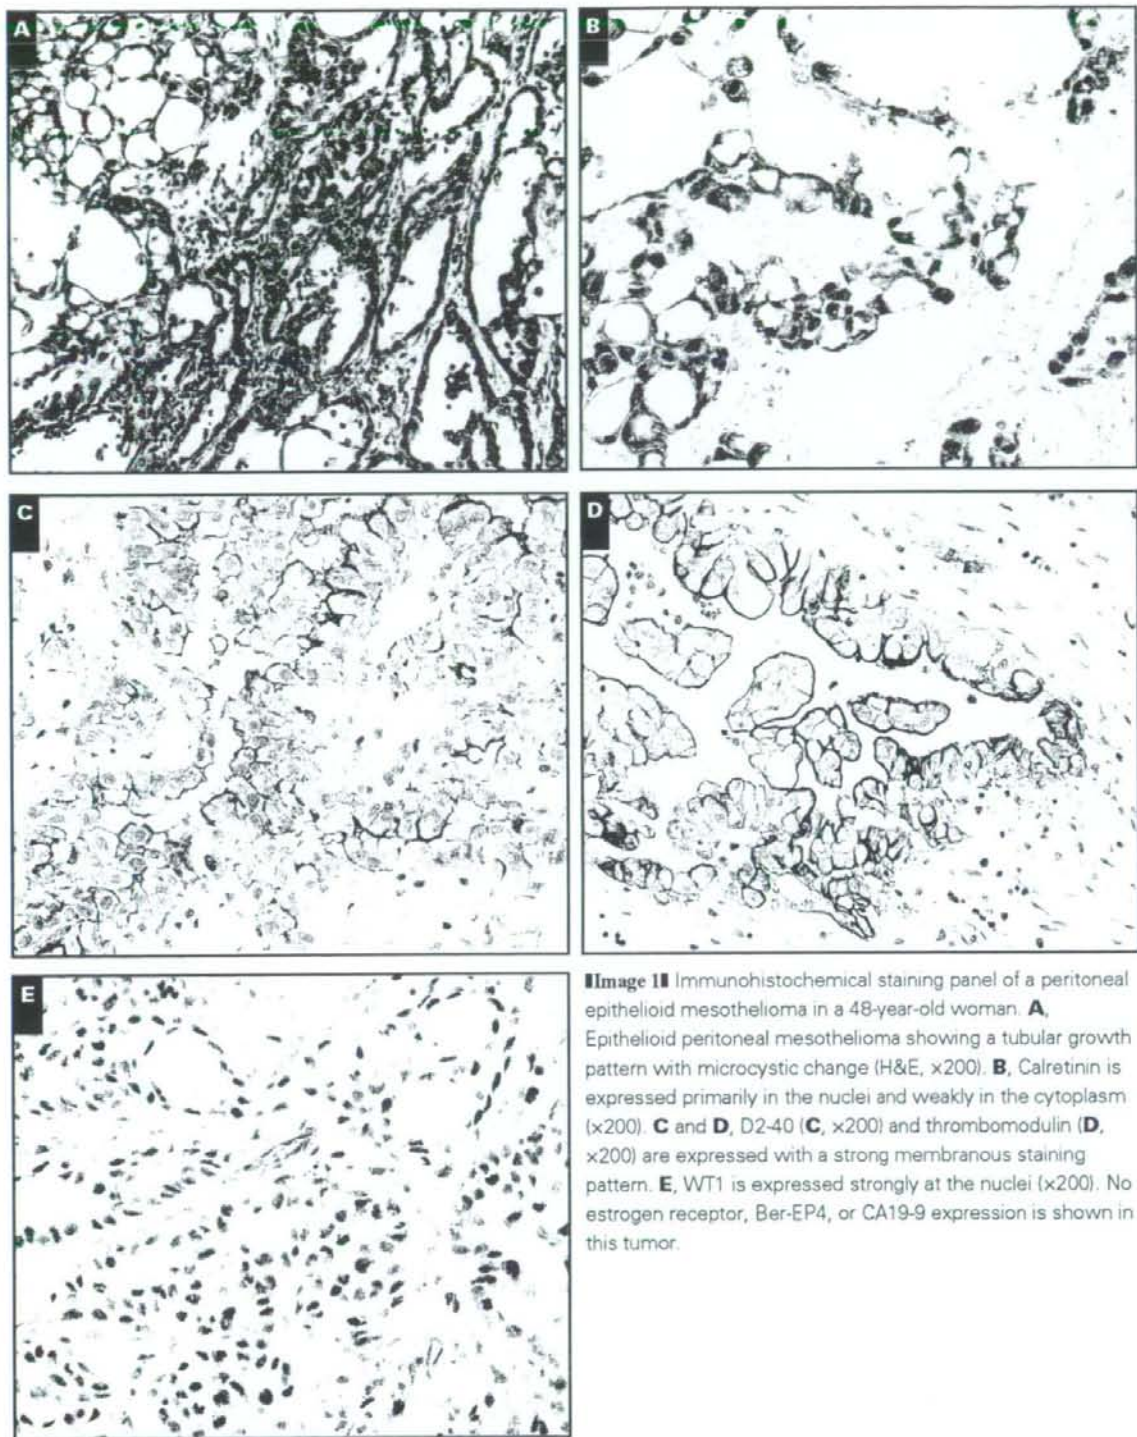 A
B
C
D
E
▌Image 1▌ Immunohistochemical staining panel of a peritoneal
epithelioid mesothelioma in a 48-year-old woman. A,
Epithelioid peritoneal mesothelioma showing a tubular growth
pattern with microcystic change (H&E, ×200). B, Calretinin is
expressed primarily in the nuclei and weakly in the cytoplasm
(×200). C and D, D2-40 (C, ×200) and thrombomodulin (D,
×200) are expressed with a strong membranous staining
pattern. E, WT1 is expressed strongly at the nuclei (×200). No
estrogen receptor, Ber-EP4, or CA19-9 expression is shown in
this tumor.